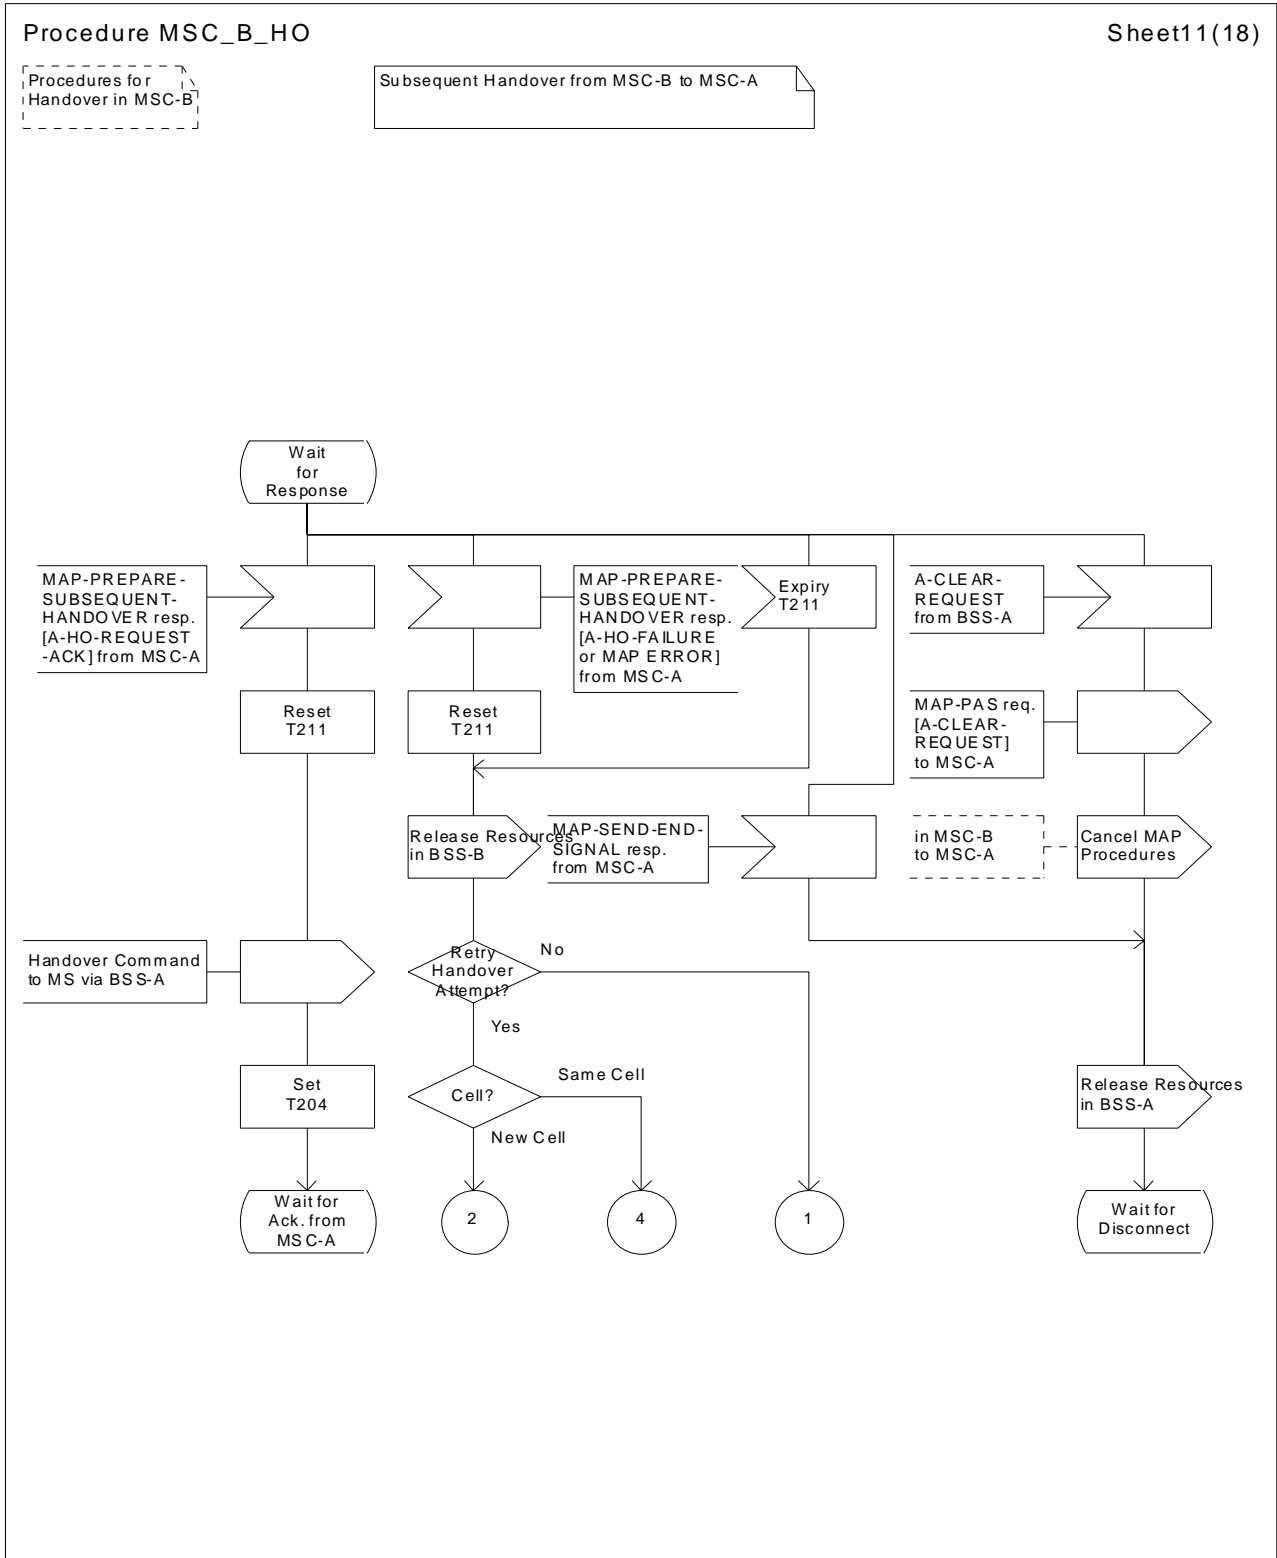 Procedure MSC_B_HO
Sheet11(18)
Procedures for
Handover in MSC-B
Subsequent Handover from MSC-B to MSC-A
Wait
for
Response
MAP-PREPARE-
SUBSEQUENT-
HANDOVER resp.
[A-HO-REQUEST
-ACK] from MSC-A
MAP-PREPARE-
SUBSEQUENT-
HANDOVER resp.
[A-HO-FAILURE
or MAP ERROR]
from MSC-A
Expiry
T211
A-CLEAR-
REQUEST
from BSS-A
Reset
T211
Reset
T211
MAP-PAS req.
[A-CLEAR-
REQUEST]
to MSC-A
Release Resources
in BSS-B
MAP-SEND-END-
SIGNAL resp.
from MSC-A
in MSC-B
to MSC-A
Cancel MAP
Procedures
Handover Command
to MS via BSS-A
Retry
Handover
Attempt?
No
Yes
Set
T204
Cell?
Same Cell
New Cell
Release Resources
in BSS-A
Wait for
Ack. from
MSC-A
2
4
1
Wait for
Disconnect